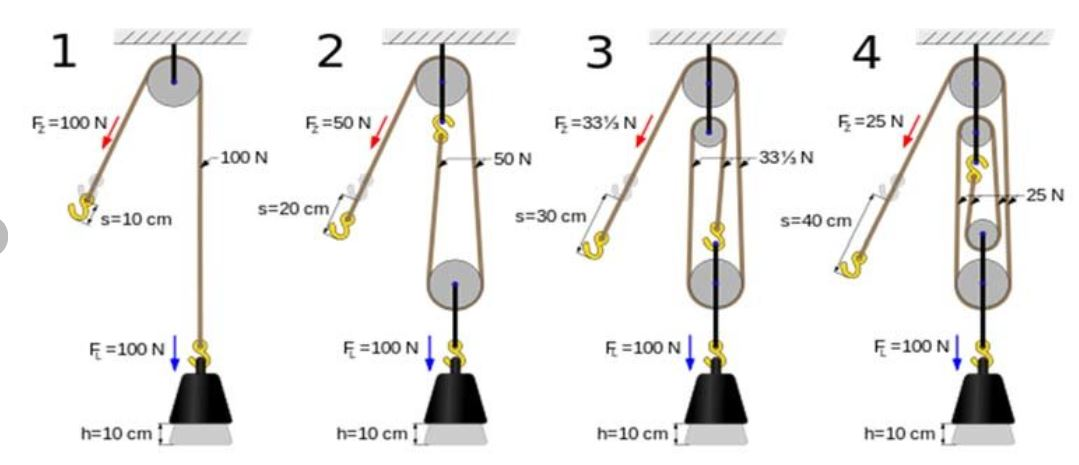 1
F_Z=100 N
100 N
s=10 cm
F_L=100 N
h=10 cm
2
F_Z=50 N
50 N
s=20 cm
F_L=100 N
h=10 cm
3
F_Z=33⅓ N
33⅓ N
s=30 cm
F_L=100 N
h=10 cm
4
F_Z=25 N
25 N
s=40 cm
F_L=100 N
h=10 cm